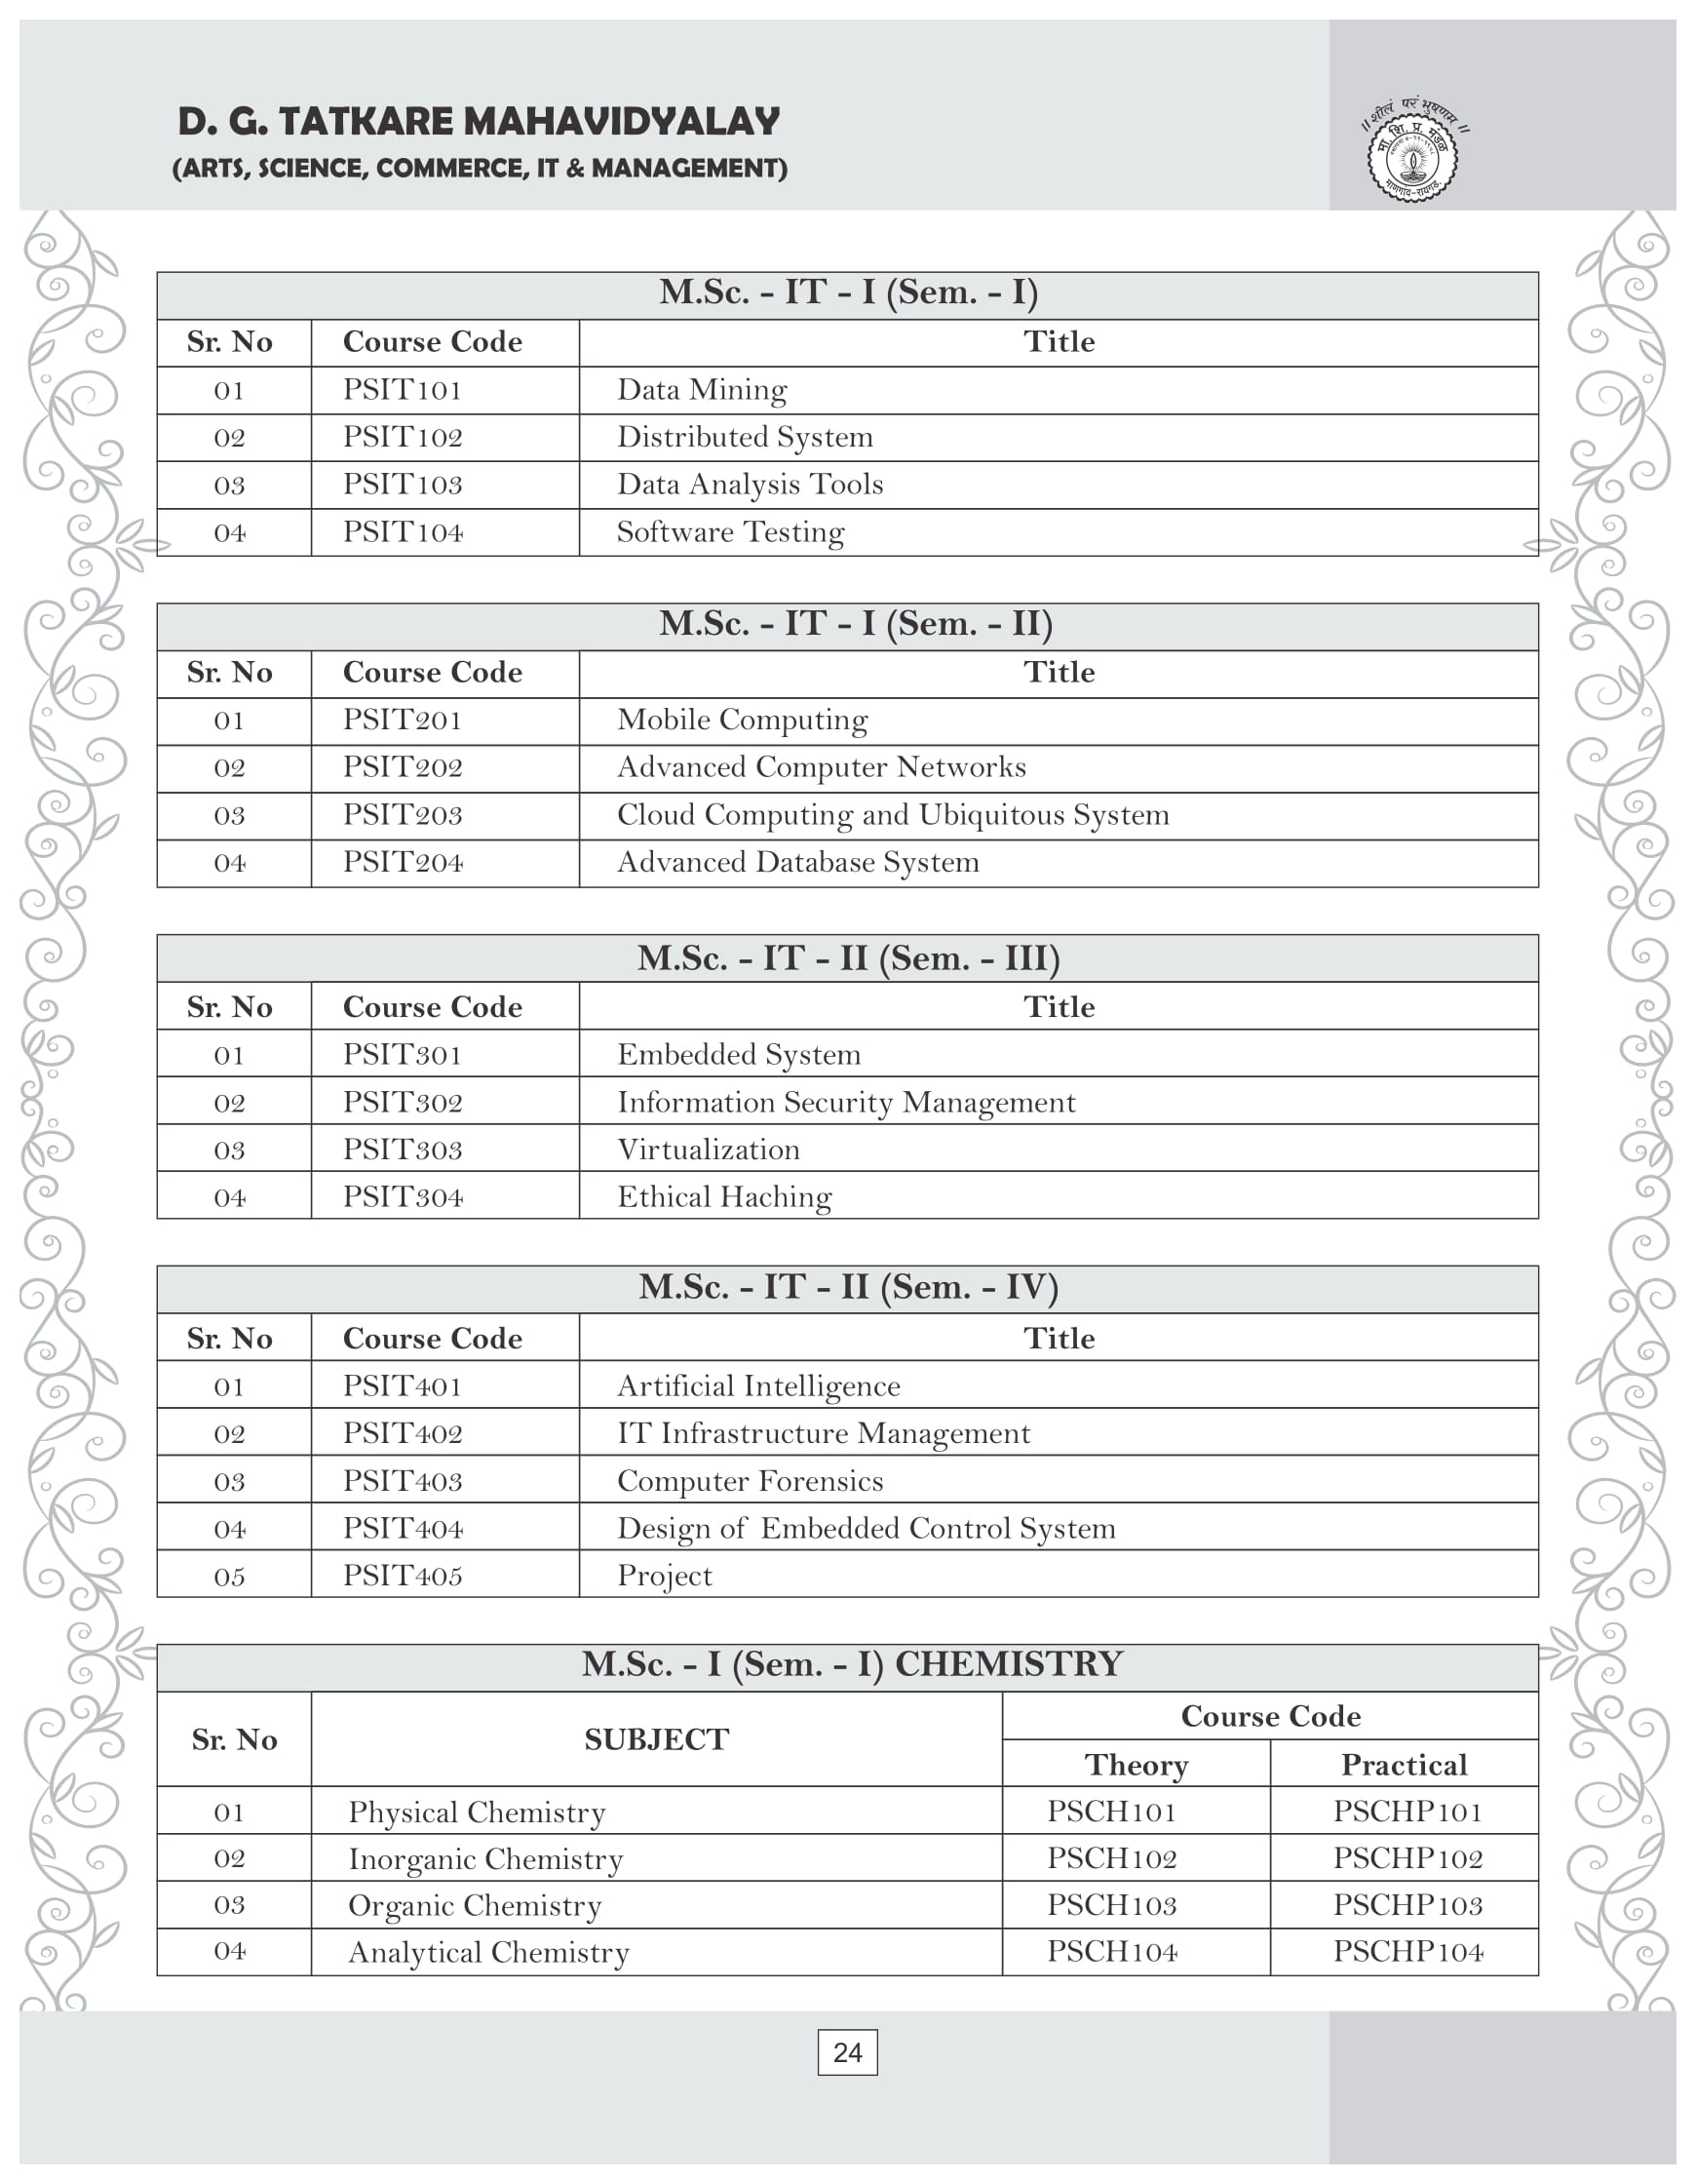 D. G. TATKARE MAHAVIDYALAY
(ARTS, SCIENCE, COMMERCE, IT & MANAGEMENT)
॥ शीलं परं भुषणम ॥
मा. शि. प्र. मंडळ
माणगाव-रायगड.
M.Sc. - IT - I (Sem. - I)
Sr. No Course Code Title
01 PSIT101 Data Mining
02 PSIT102 Distributed System
03 PSIT103 Data Analysis Tools
04 PSIT104 Software Testing
M.Sc. - IT - I (Sem. - II)
Sr. No Course Code Title
01 PSIT201 Mobile Computing
02 PSIT202 Advanced Computer Networks
03 PSIT203 Cloud Computing and Ubiquitous System
04 PSIT204 Advanced Database System
M.Sc. - IT - II (Sem. - III)
Sr. No Course Code Title
01 PSIT301 Embedded System
02 PSIT302 Information Security Management
03 PSIT303 Virtualization
04 PSIT304 Ethical Haching
M.Sc. - IT - II (Sem. - IV)
Sr. No Course Code Title
01 PSIT401 Artificial Intelligence
02 PSIT402 IT Infrastructure Management
03 PSIT403 Computer Forensics
04 PSIT404 Design of Embedded Control System
05 PSIT405 Project
M.Sc. - I (Sem. - I) CHEMISTRY
Sr. No SUBJECT Course Code
Theory Practical
01 Physical Chemistry PSCH101 PSCHP101
02 Inorganic Chemistry PSCH102 PSCHP102
03 Organic Chemistry PSCH103 PSCHP103
04 Analytical Chemistry PSCH104 PSCHP104
24